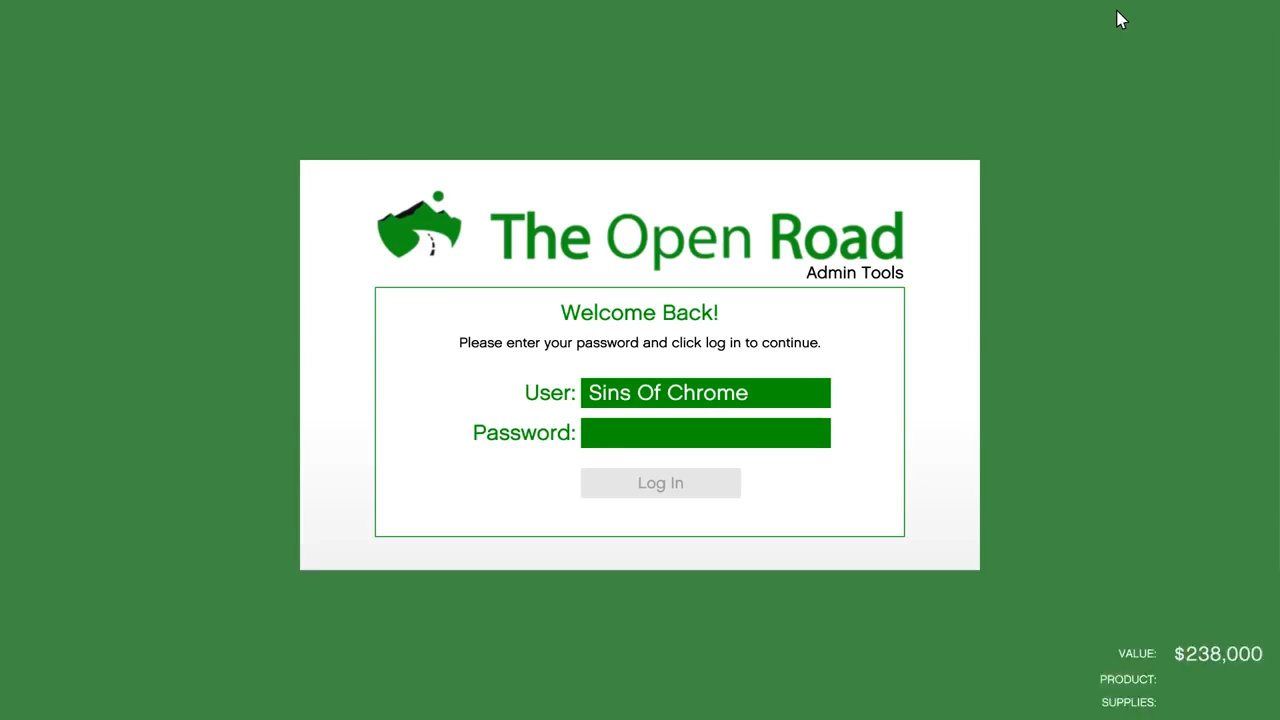 The Open Road
Admin Tools
Welcome Back!
Please enter your password and click log in to continue.
User: Sins Of Chrome
Password:
Log In
VALUE: $238,000
PRODUCT:
SUPPLIES: